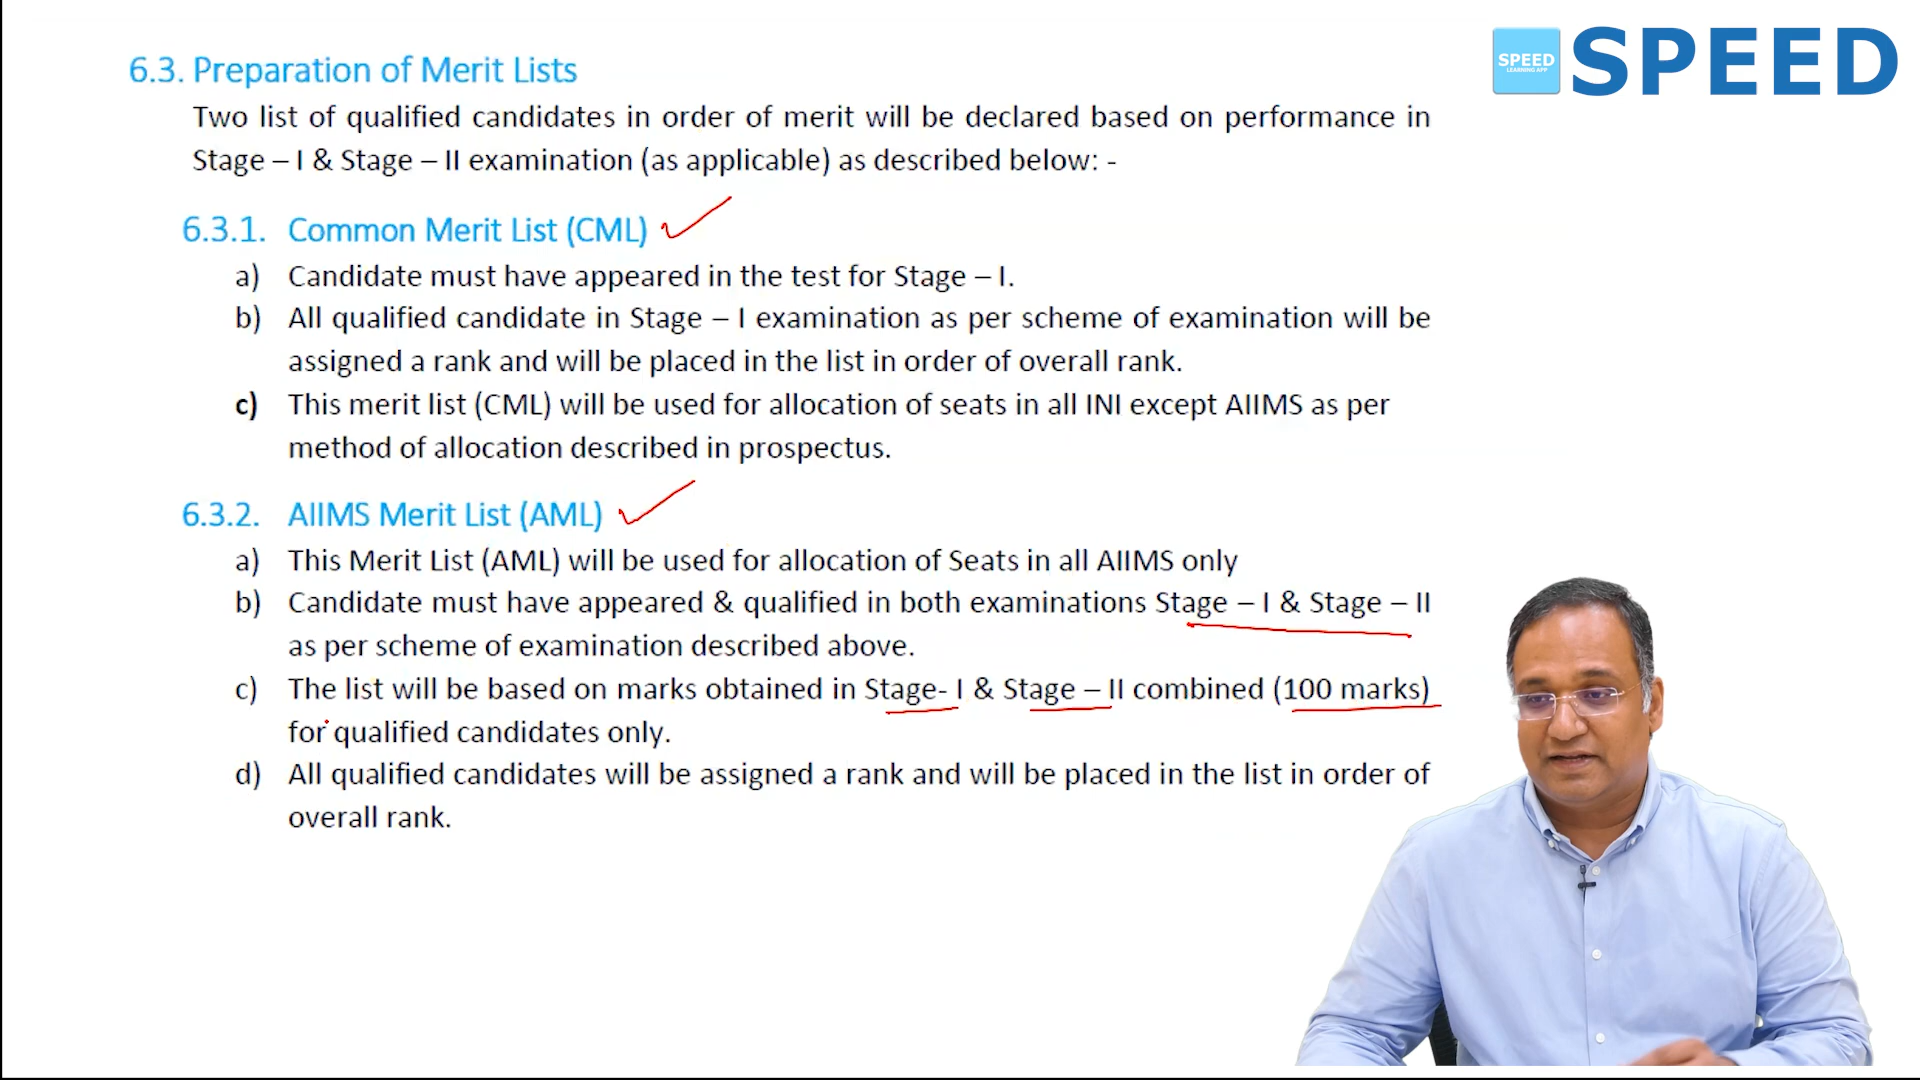 SPEED
LEARNING APP
SPEED
6.3. Preparation of Merit Lists
Two list of qualified candidates in order of merit will be declared based on performance in
Stage – I & Stage – II examination (as applicable) as described below: -
6.3.1. Common Merit List (CML)
a) Candidate must have appeared in the test for Stage – I.
b) All qualified candidate in Stage – I examination as per scheme of examination will be
assigned a rank and will be placed in the list in order of overall rank.
c) This merit list (CML) will be used for allocation of seats in all INI except AIIMS as per
method of allocation described in prospectus.
6.3.2. AIIMS Merit List (AML)
a) This Merit List (AML) will be used for allocation of Seats in all AIIMS only
b) Candidate must have appeared & qualified in both examinations Stage – I & Stage – II
as per scheme of examination described above.
c) The list will be based on marks obtained in Stage- I & Stage – II combined (100 marks)
for qualified candidates only.
d) All qualified candidates will be assigned a rank and will be placed in the list in order of
overall rank.